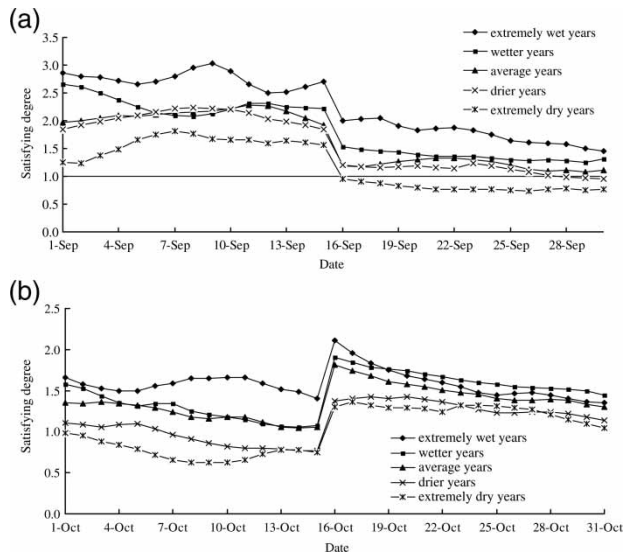 (a)
3.5
3.0
2.5
2.0
1.5
1.0
0.5
0.0
Satisfying degree
extremely wet years
wetter years
average years
drier years
extremely dry years
1-Sep 4-Sep 7-Sep 10-Sep 13-Sep 16-Sep 19-Sep 22-Sep 25-Sep 28-Sep
Date
(b)
2.5
2.0
1.5
1.0
0.5
0.0
Satisfying degree
extremely wet years
wetter years
average years
drier years
extremely dry years
1-Oct 4-Oct 7-Oct 10-Oct 13-Oct 16-Oct 19-Oct 22-Oct 25-Oct 28-Oct 31-Oct
Date